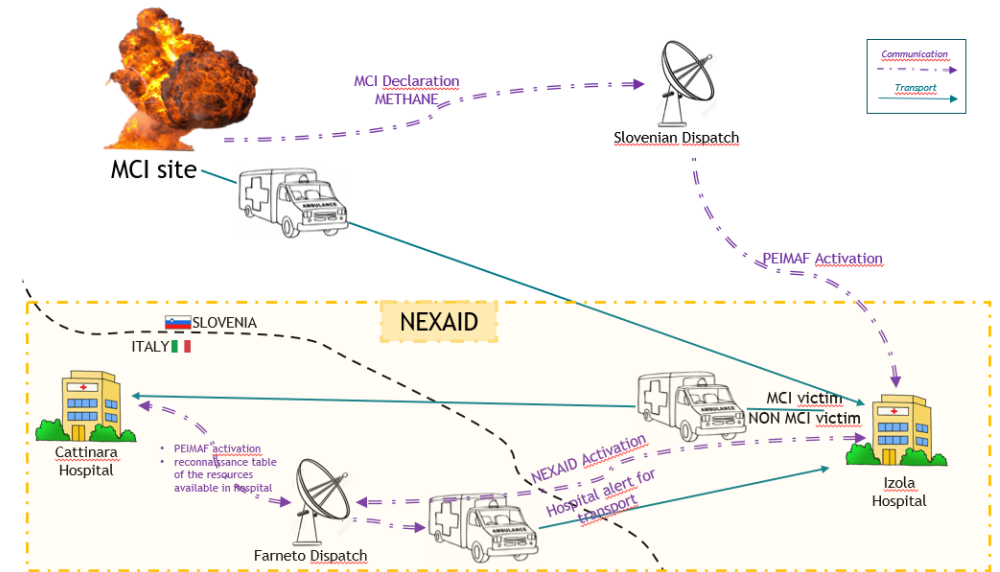 MCI Declaration
METHANE
Communication
Transport
Slovenian Dispatch
MCI site
AMBULANCE
PEIMAF Activation
NEXAID
SLOVENIA
ITALY
MCI victim
NON MCI victim
AMBULANCE
Cattinara
Hospital
• PEIMAF activation
• reconnaissance table
of the resources
available in hospital
NEXAID Activation
Hospital alert for
transport
Izola
Hospital
AMBULANCE
Farneto Dispatch